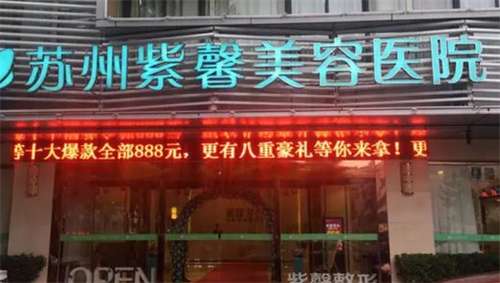 苏州紫馨美容医院
等十大爆款全部888元，更有八重豪礼等你来拿！更
OPEN
紫馨整形